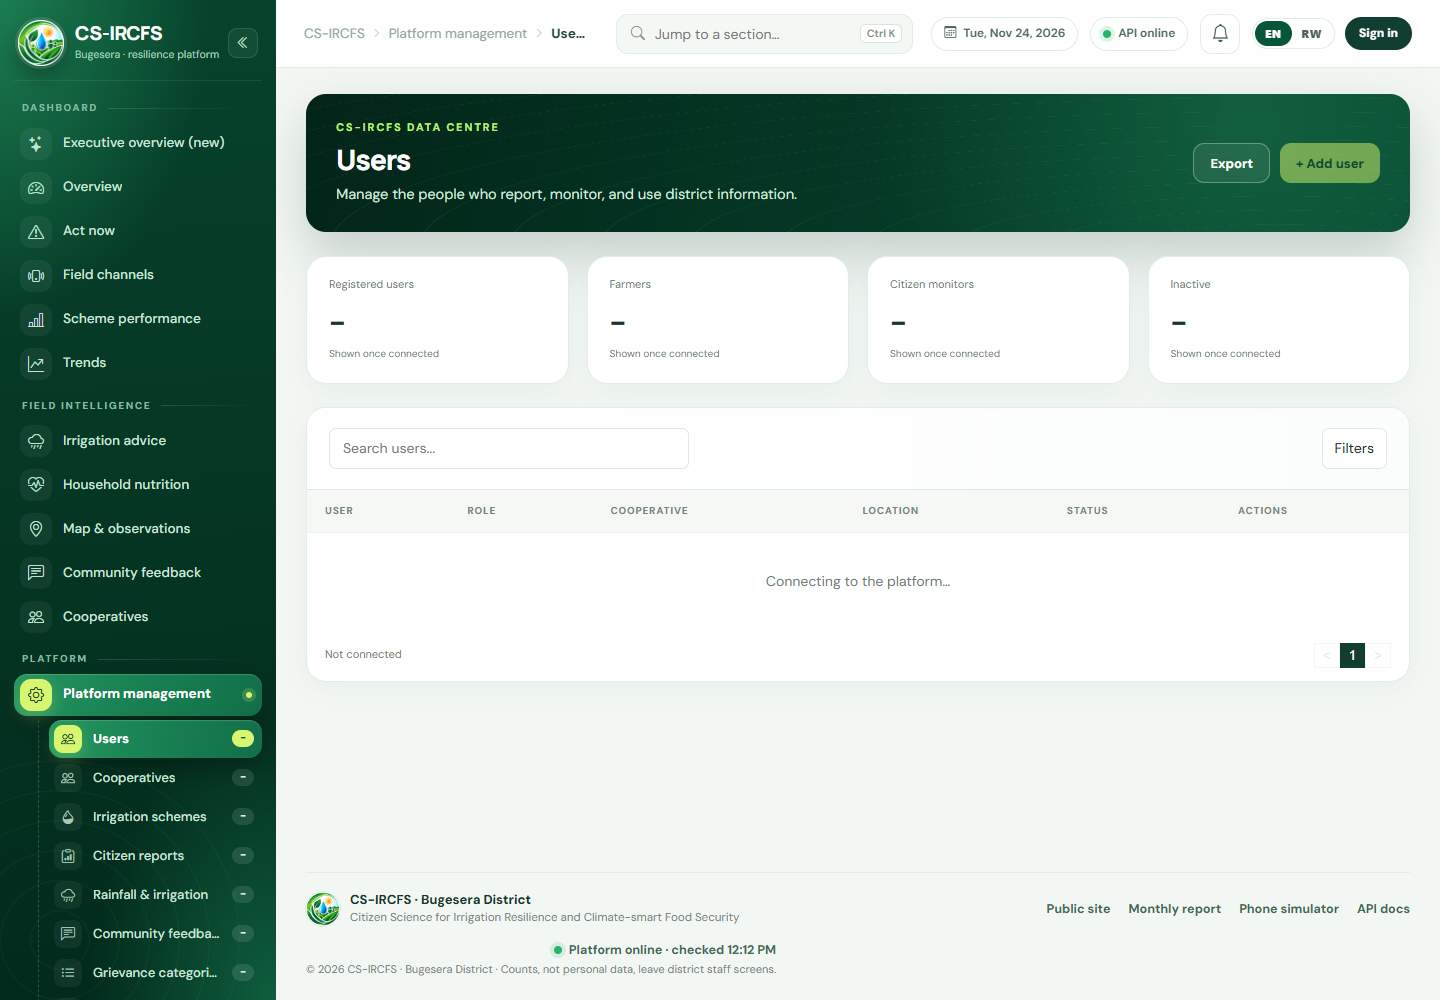 CS-IRCFS
Bugesera · resilience platform
DASHBOARD
Executive overview (new)
Overview
Act now
Field channels
Scheme performance
Trends
FIELD INTELLIGENCE
Irrigation advice
Household nutrition
Map & observations
Community feedback
Cooperatives
PLATFORM
Platform management
Users –
Cooperatives –
Irrigation schemes –
Citizen reports –
Rainfall & irrigation –
Community feedba... –
Grievance categori... –
CS-IRCFS > Platform management > Use...
Jump to a section... Ctrl K
Tue, Nov 24, 2026
API online
EN RW
Sign in
CS-IRCFS DATA CENTRE
Users
Manage the people who report, monitor, and use district information.
Export
+ Add user
Registered users
–
Shown once connected
Farmers
–
Shown once connected
Citizen monitors
–
Shown once connected
Inactive
–
Shown once connected
Search users...
Filters
USER ROLE COOPERATIVE LOCATION STATUS ACTIONS
Connecting to the platform...
Not connected
< 1 >
CS-IRCFS · Bugesera District
Citizen Science for Irrigation Resilience and Climate-smart Food Security
Public site Monthly report Phone simulator API docs
Platform online · checked 12:12 PM
© 2026 CS-IRCFS · Bugesera District · Counts, not personal data, leave district staff screens.